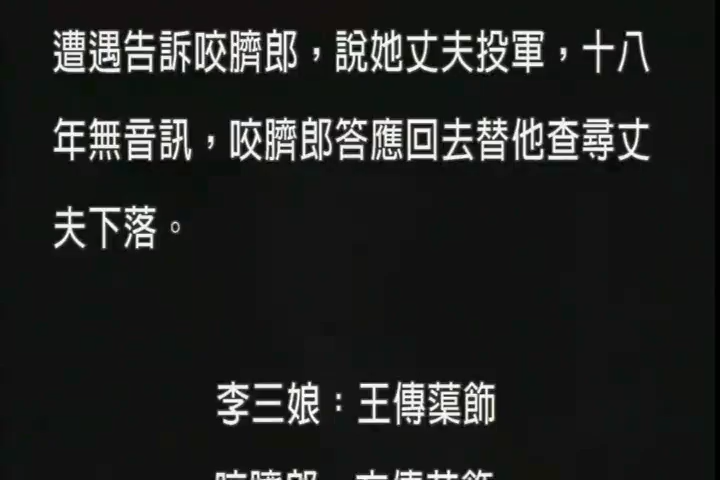 遭遇告訴咬臍郎，說她丈夫投軍，十八
年無音訊，咬臍郎答應回去替他查尋丈
夫下落。
李三娘：王傳蕖飾